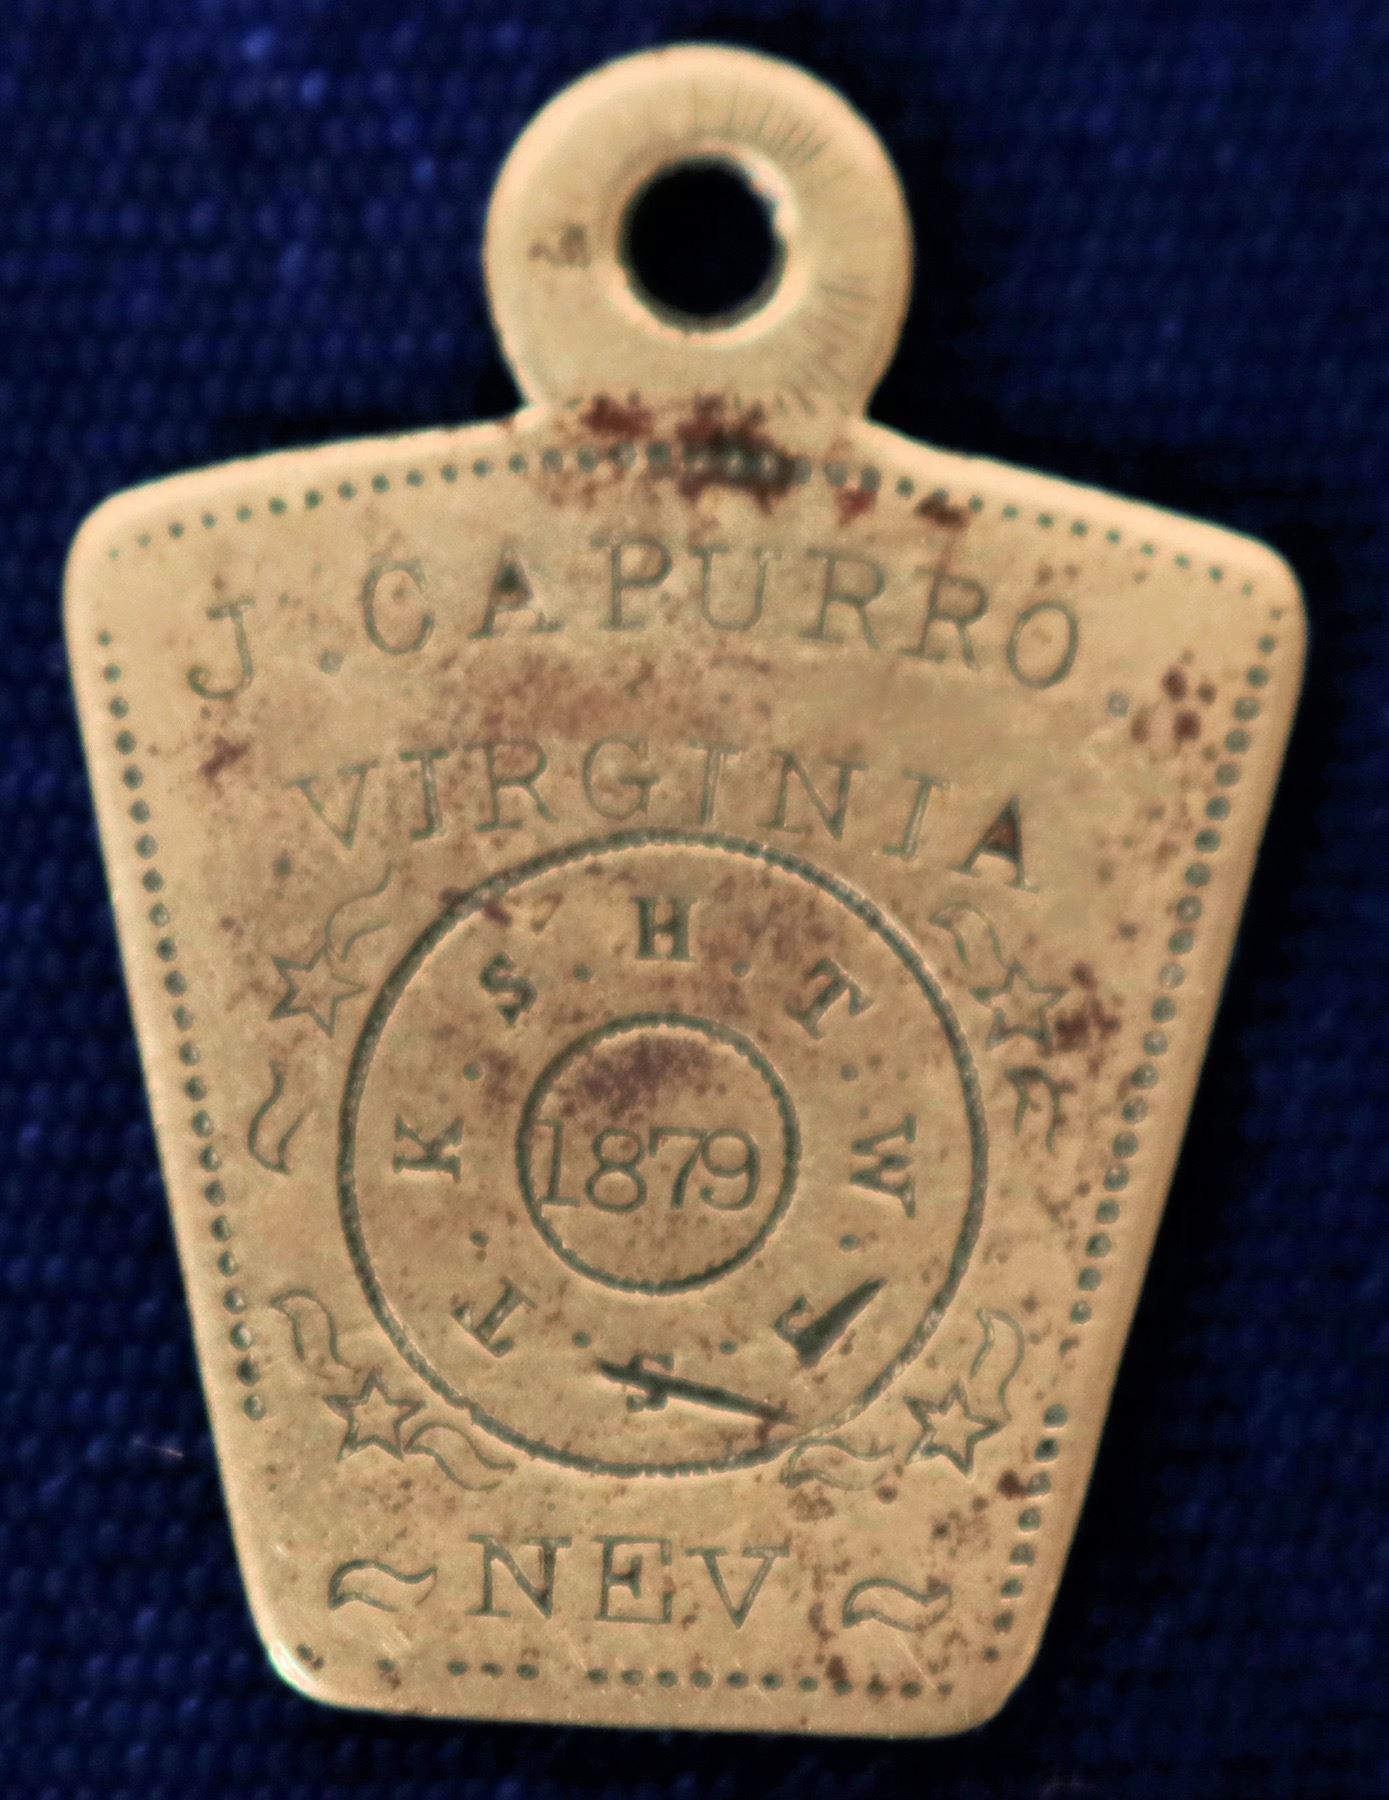 J. CAPURRO.
VIRGINIA
H · T · W · S · S · T · K · S ·
1879
~ NEV ~